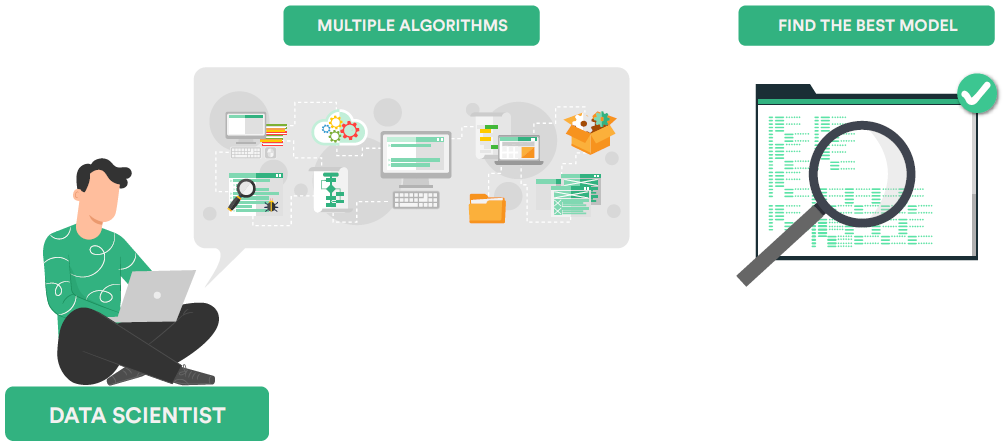 MULTIPLE ALGORITHMS
FIND THE BEST MODEL
DATA SCIENTIST